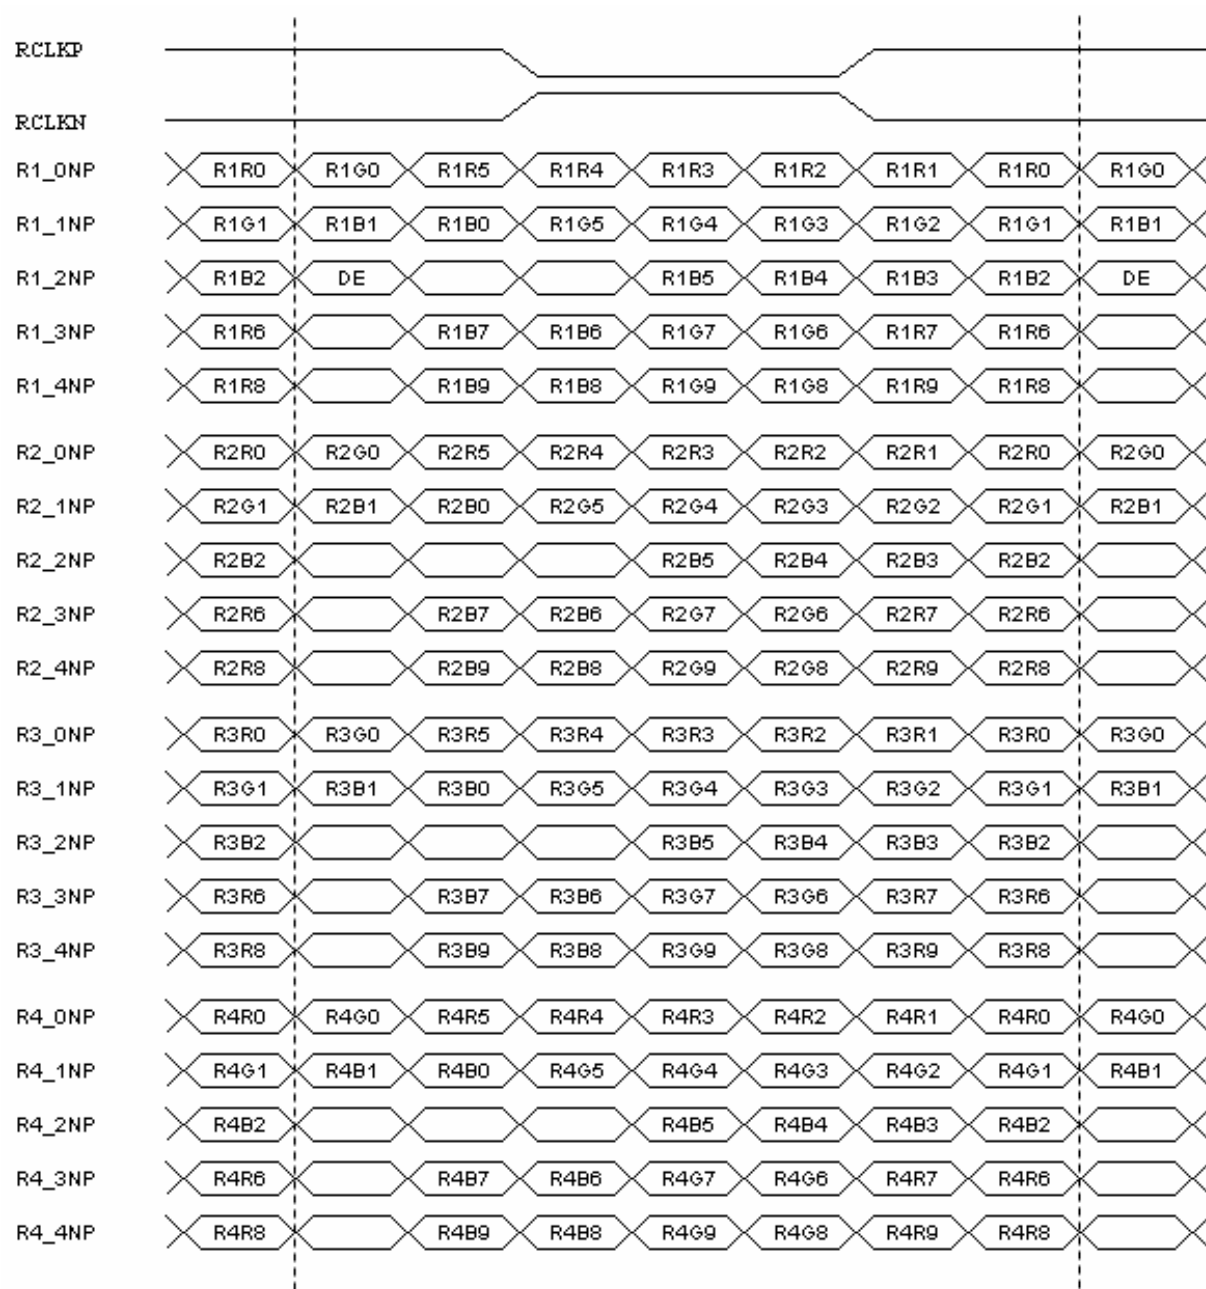 RCLKP
RCLKN
R1_0NP R1R0 R1G0 R1R5 R1R4 R1R3 R1R2 R1R1 R1R0 R1G0
R1_1NP R1G1 R1B1 R1B0 R1G5 R1G4 R1G3 R1G2 R1G1 R1B1
R1_2NP R1B2 DE R1B5 R1B4 R1B3 R1B2 DE
R1_3NP R1R6 R1B7 R1B6 R1G7 R1G6 R1R7 R1R6
R1_4NP R1R8 R1B9 R1B8 R1G9 R1G8 R1R9 R1R8
R2_0NP R2R0 R2G0 R2R5 R2R4 R2R3 R2R2 R2R1 R2R0 R2G0
R2_1NP R2G1 R2B1 R2B0 R2G5 R2G4 R2G3 R2G2 R2G1 R2B1
R2_2NP R2B2 R2B5 R2B4 R2B3 R2B2
R2_3NP R2R6 R2B7 R2B6 R2G7 R2G6 R2R7 R2R6
R2_4NP R2R8 R2B9 R2B8 R2G9 R2G8 R2R9 R2R8
R3_0NP R3R0 R3G0 R3R5 R3R4 R3R3 R3R2 R3R1 R3R0 R3G0
R3_1NP R3G1 R3B1 R3B0 R3G5 R3G4 R3G3 R3G2 R3G1 R3B1
R3_2NP R3B2 R3B5 R3B4 R3B3 R3B2
R3_3NP R3R6 R3B7 R3B6 R3G7 R3G6 R3R7 R3R6
R3_4NP R3R8 R3B9 R3B8 R3G9 R3G8 R3R9 R3R8
R4_0NP R4R0 R4G0 R4R5 R4R4 R4R3 R4R2 R4R1 R4R0 R4G0
R4_1NP R4G1 R4B1 R4B0 R4G5 R4G4 R4G3 R4G2 R4G1 R4B1
R4_2NP R4B2 R4B5 R4B4 R4B3 R4B2
R4_3NP R4R6 R4B7 R4B6 R4G7 R4G6 R4R7 R4R6
R4_4NP R4R8 R4B9 R4B8 R4G9 R4G8 R4R9 R4R8